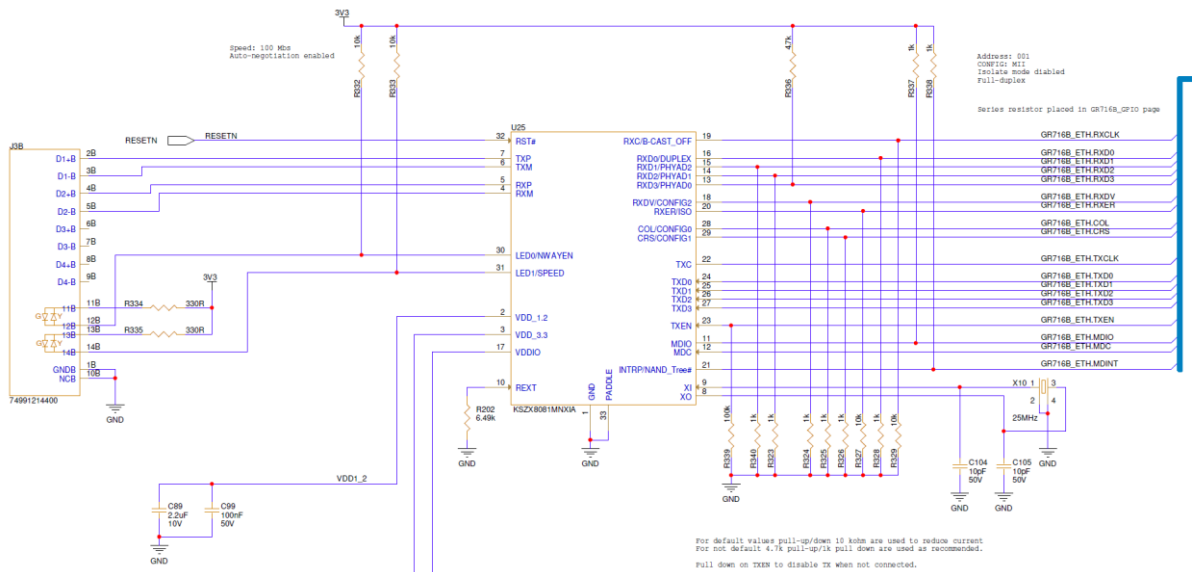 3V3
Speed: 100 Mbs
Auto-negotiation enabled
10k
R332
10k
R333
4.7k
R336
1k
R337
1k
R338
Address: 001
CONFIG: MII
Isolate mode diabled
Full-duplex
Series resistor placed in GR716B_GPIO page
J3B
D1+B 2B
D1-B 3B
D2+B 4B
D2-B 5B
D3+B 6B
D3-B 7B
D4+B 8B
D4-B 9B
G Y 11B
12B
G Y 13B
14B
GNDB 1B
NCB 10B
74991214400
GND
RESETN RESETN
3V3
R334 330R
R335 330R
U25
32 RST#
7 TXP
6 TXM
5 RXP
4 RXM
30 LED0/NWAYEN
31 LED1/SPEED
2 VDD_1.2
3 VDD_3.3
17 VDDIO
10 REXT
GND
1
PADDLE
33
KSZX8081MNXIA
GND
R202
6.49k
GND
RXC/B-CAST_OFF 19 GR716B_ETH.RXCLK
RXD0/DUPLEX 16 GR716B_ETH.RXD0
RXD1/PHYAD2 15 GR716B_ETH.RXD1
RXD2/PHYAD1 14 GR716B_ETH.RXD2
RXD3/PHYAD0 13 GR716B_ETH.RXD3
RXDV/CONFIG2 18 GR716B_ETH.RXDV
RXER/ISO 20 GR716B_ETH.RXER
COL/CONFIG0 28 GR716B_ETH.COL
CRS/CONFIG1 29 GR716B_ETH.CRS
TXC 22 GR716B_ETH.TXCLK
TXD0 24 GR716B_ETH.TXD0
TXD1 25 GR716B_ETH.TXD1
TXD2 26 GR716B_ETH.TXD2
TXD3 27 GR716B_ETH.TXD3
TXEN 23 GR716B_ETH.TXEN
MDIO 11 GR716B_ETH.MDIO
MDC 12 GR716B_ETH.MDC
INTRP/NAND_Tree# 21 GR716B_ETH.MDINT
XI 9
XO 8
X10 1 3
2 4
25MHz
GND
100k
R339
1k
R340
1k
R323
1k
R324
1k
R325
1k
R326
10k
R327
1k
R328
10k
R329
GND
C104
10pF
50V
GND
C105
10pF
50V
GND
VDD1_2
C89
2.2uF
10V
C99
100nF
50V
GND
For default values pull-up/down 10 kohm are used to reduce current
For not default 4.7k pull-up/1k pull down are used as recommended.
Pull down on TXEN to disable TX when not connected.